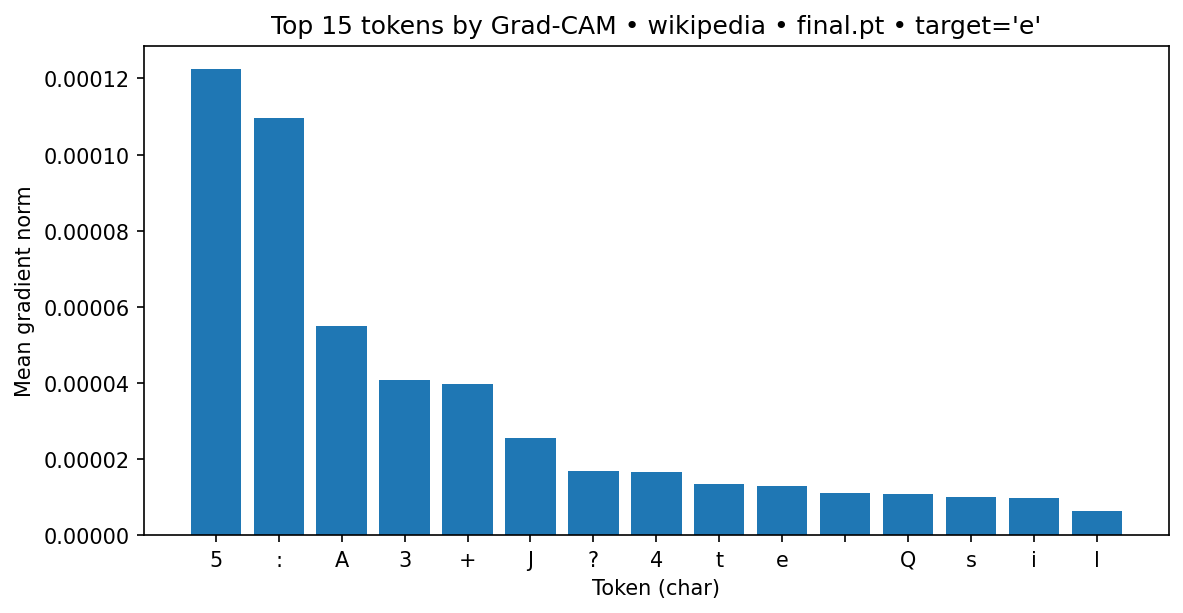 Top 15 tokens by Grad-CAM • wikipedia • final.pt • target='e'
Mean gradient norm
0.00012
0.00010
0.00008
0.00006
0.00004
0.00002
0.00000
5 : A 3 + J ? 4 t e ' Q s i l
Token (char)